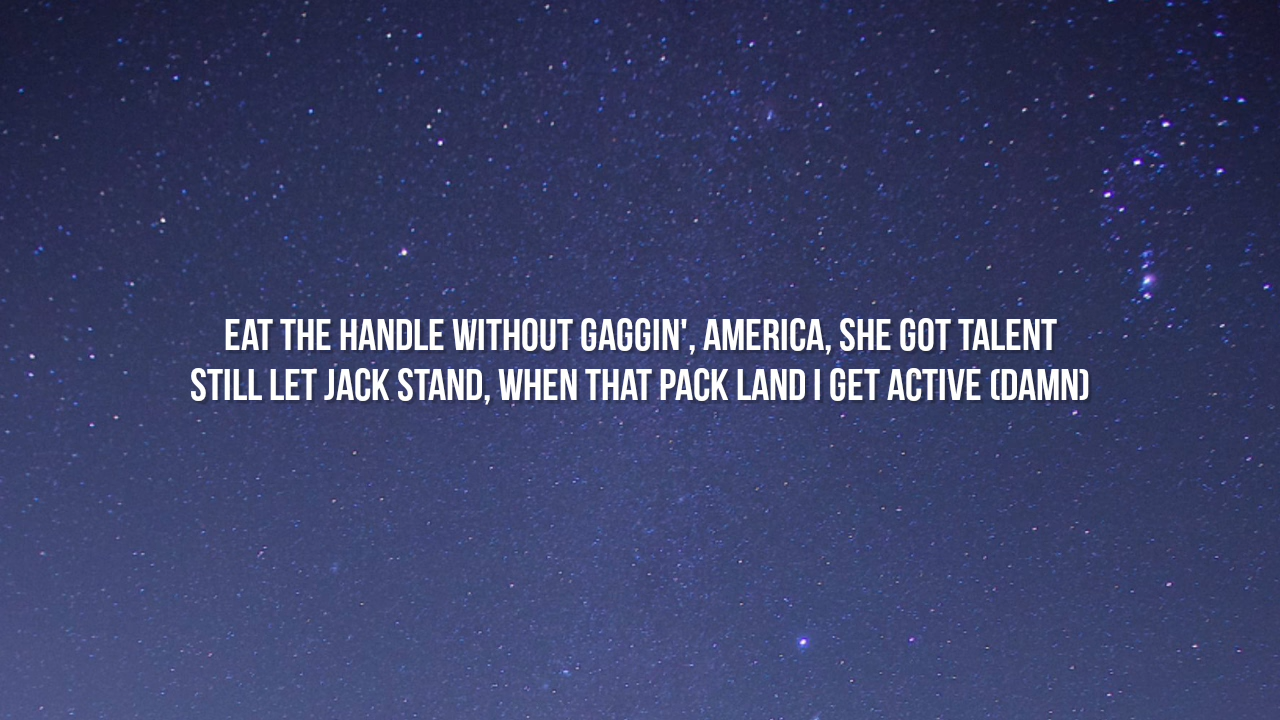 EAT THE HANDLE WITHOUT GAGGIN', AMERICA, SHE GOT TALENT
STILL LET JACK STAND, WHEN THAT PACK LAND I GET ACTIVE (DAMN)